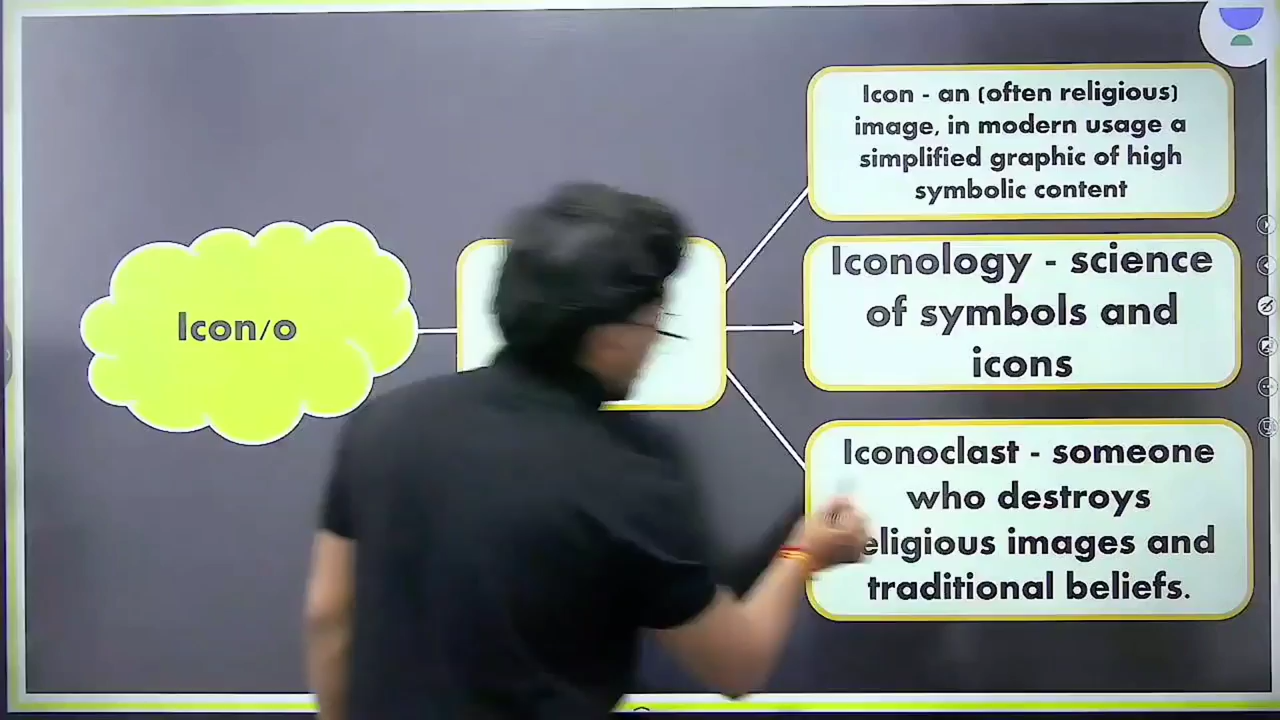 Icon/o
Icon - an (often religious)
image, in modern usage a
simplified graphic of high
symbolic content
Iconology - science
of symbols and
icons
Iconoclast - someone
who destroys
eligious images and
traditional beliefs.